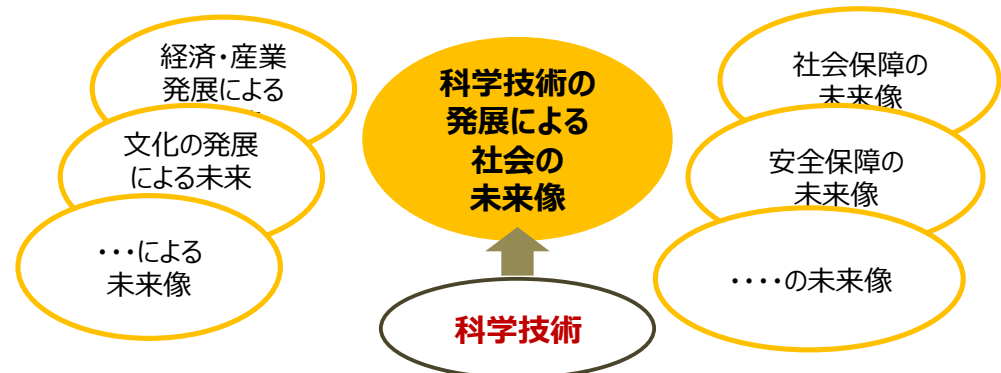 経済・産業
発展による
文化の発展
による未来
・・・による
未来像
科学技術の
発展による
社会の
未来像
科学技術
社会保障の
未来像
安全保障の
未来像
・・・・の未来像